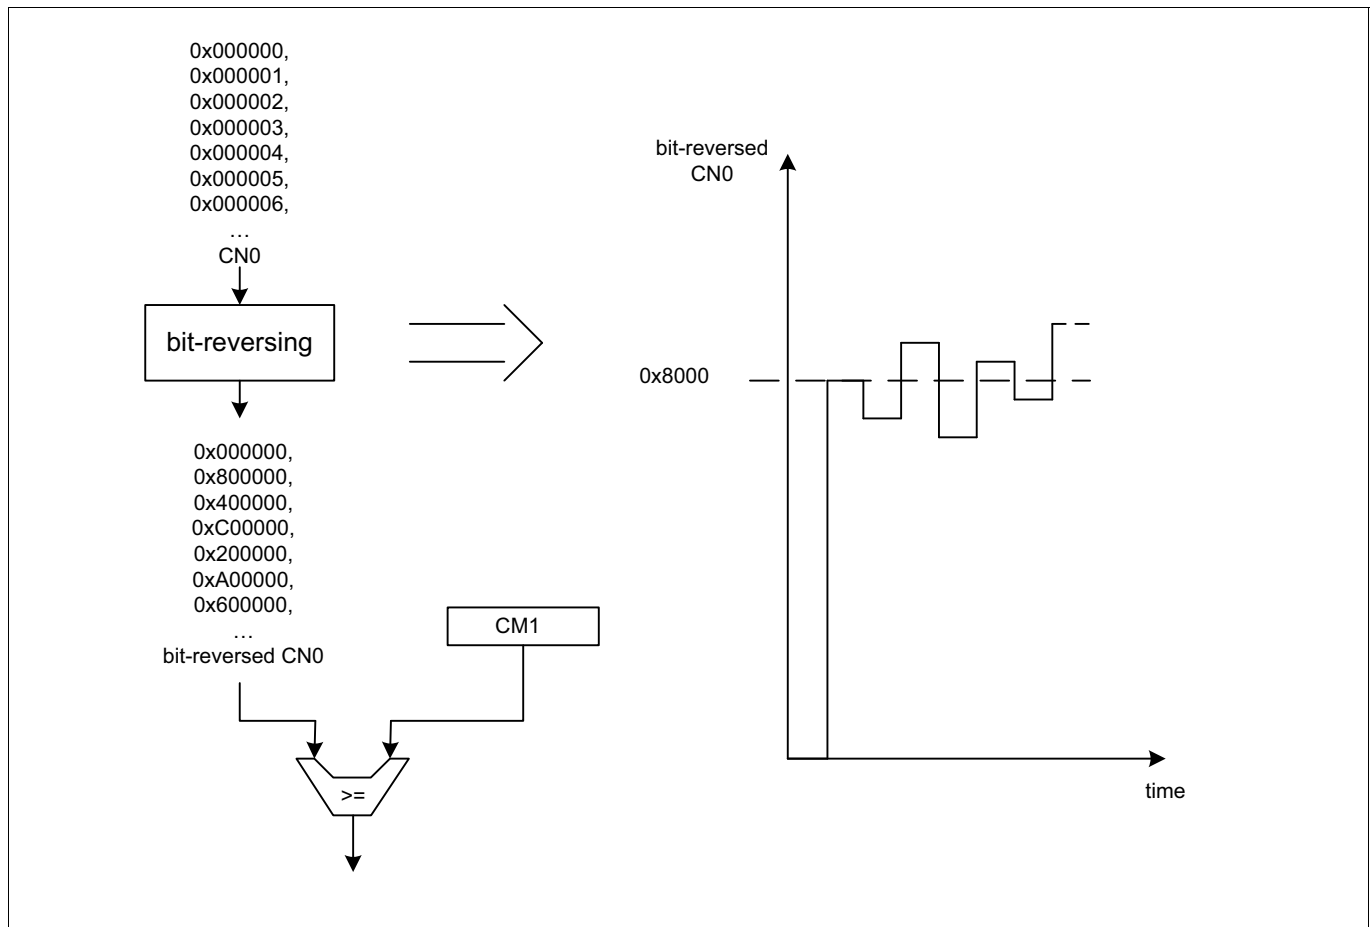 0x000000,
0x000001,
0x000002,
0x000003,
0x000004,
0x000005,
0x000006,
…
CN0
bit-reversing
0x000000,
0x800000,
0x400000,
0xC00000,
0x200000,
0xA00000,
0x600000,
…
bit-reversed CN0
CM1
>=
bit-reversed
CN0
0x8000
time